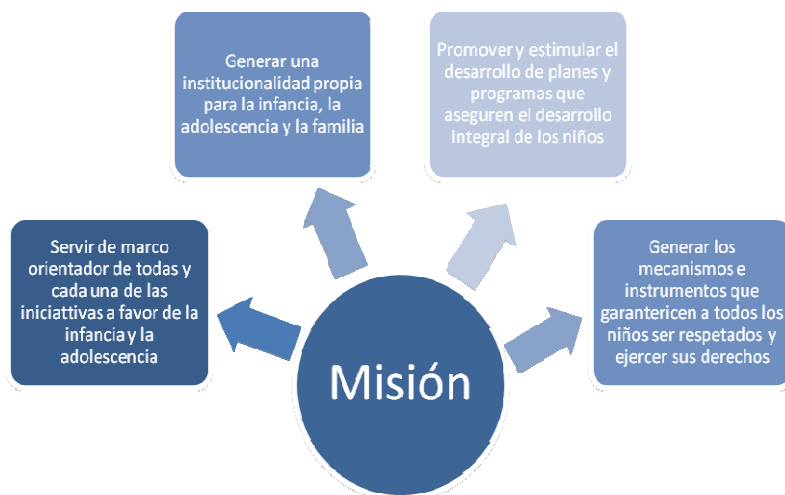 Generar una
institucionalidad propia
para la infancia, la
adolescencia y la familia
Promover y estimular el
desarrollo de planes y
programas que
aseguren el desarrollo
integral de los niños
Servir de marco
orientador de todas y
cada una de las
iniciattivas a favor de la
infancia y la
adolescencia
Generar los
mecanismos e
instrumentos que
garantericen a todos los
niños ser respetados y
ejercer sus derechos
Misión